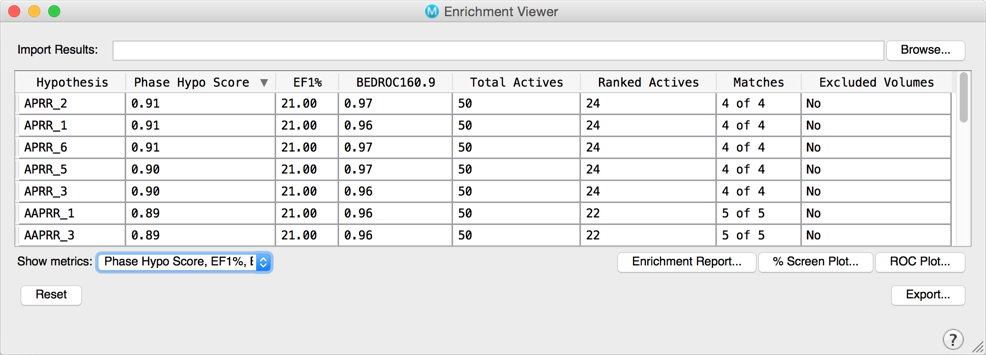 Enrichment Viewer
Import Results: Browse...
Hypothesis Phase Hypo Score EF1% BEDROC160.9 Total Actives Ranked Actives Matches Excluded Volumes
APRR_2 0.91 21.00 0.97 50 24 4 of 4 No
APRR_1 0.91 21.00 0.96 50 24 4 of 4 No
APRR_6 0.91 21.00 0.97 50 24 4 of 4 No
APRR_5 0.90 21.00 0.97 50 24 4 of 4 No
APRR_3 0.90 21.00 0.96 50 24 4 of 4 No
AAPRR_1 0.89 21.00 0.96 50 22 5 of 5 No
AAPRR_3 0.89 21.00 0.96 50 22 5 of 5 No
Show metrics: Phase Hypo Score, EF1%, Enrichment Report... % Screen Plot... ROC Plot...
Reset Export...
?